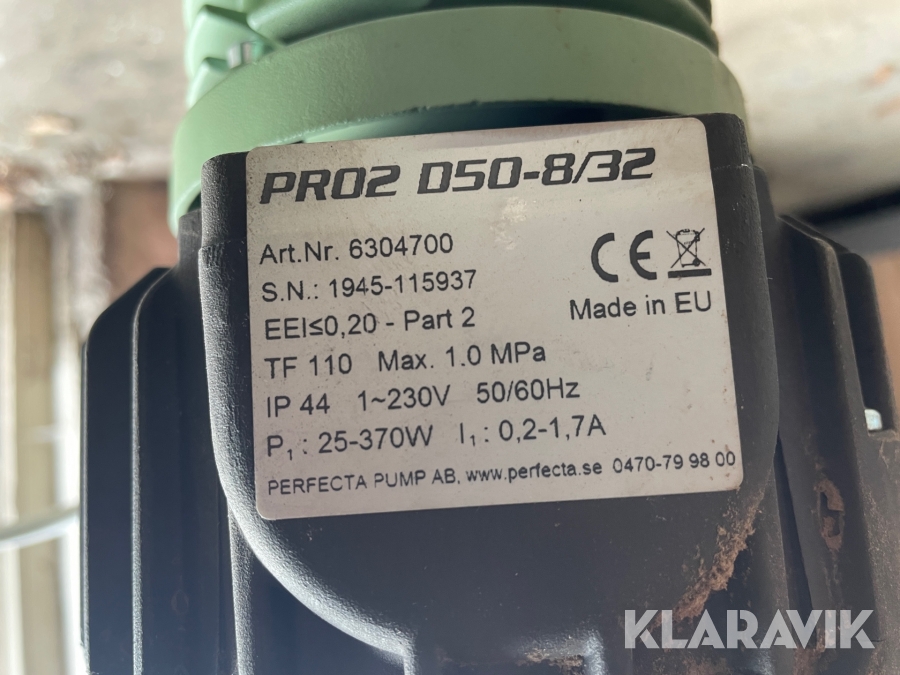 PRO2 D50-8/32
Art.Nr. 6304700
S.N.: 1945-115937
EEI≤0,20 - Part 2
CE
Made in EU
TF 110 Max. 1.0 MPa
IP 44 1~230V 50/60Hz
P₁ : 25-370W I₁ : 0,2-1,7A
PERFECTA PUMP AB, www.perfecta.se 0470-79 98 00
KLARAVIK